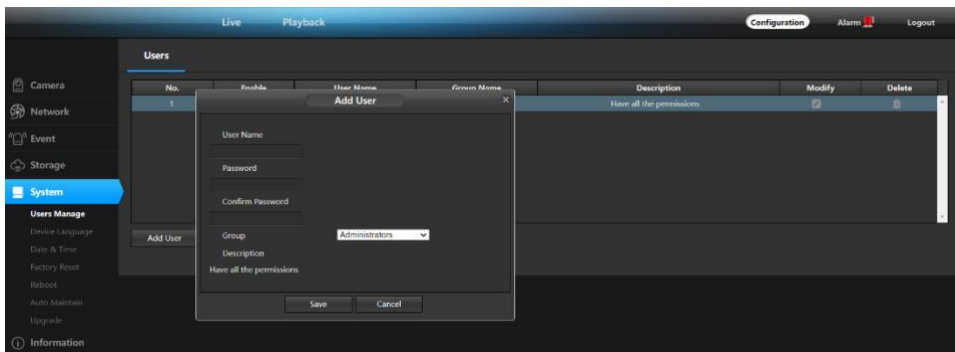 Live Playback Configuration Alarm Logout
Users
Camera
Network
Event
Storage
System
Users Manage
Device Language
Date & Time
Factory Reset
Reboot
Auto Maintain
Upgrade
Information
No. Enable User Name Group Name Description Modify Delete
1 Have all the permissions
Add User
Add User ×
User Name
Password
Confirm Password
Group Administrators
Description
Have all the permissions
Save Cancel